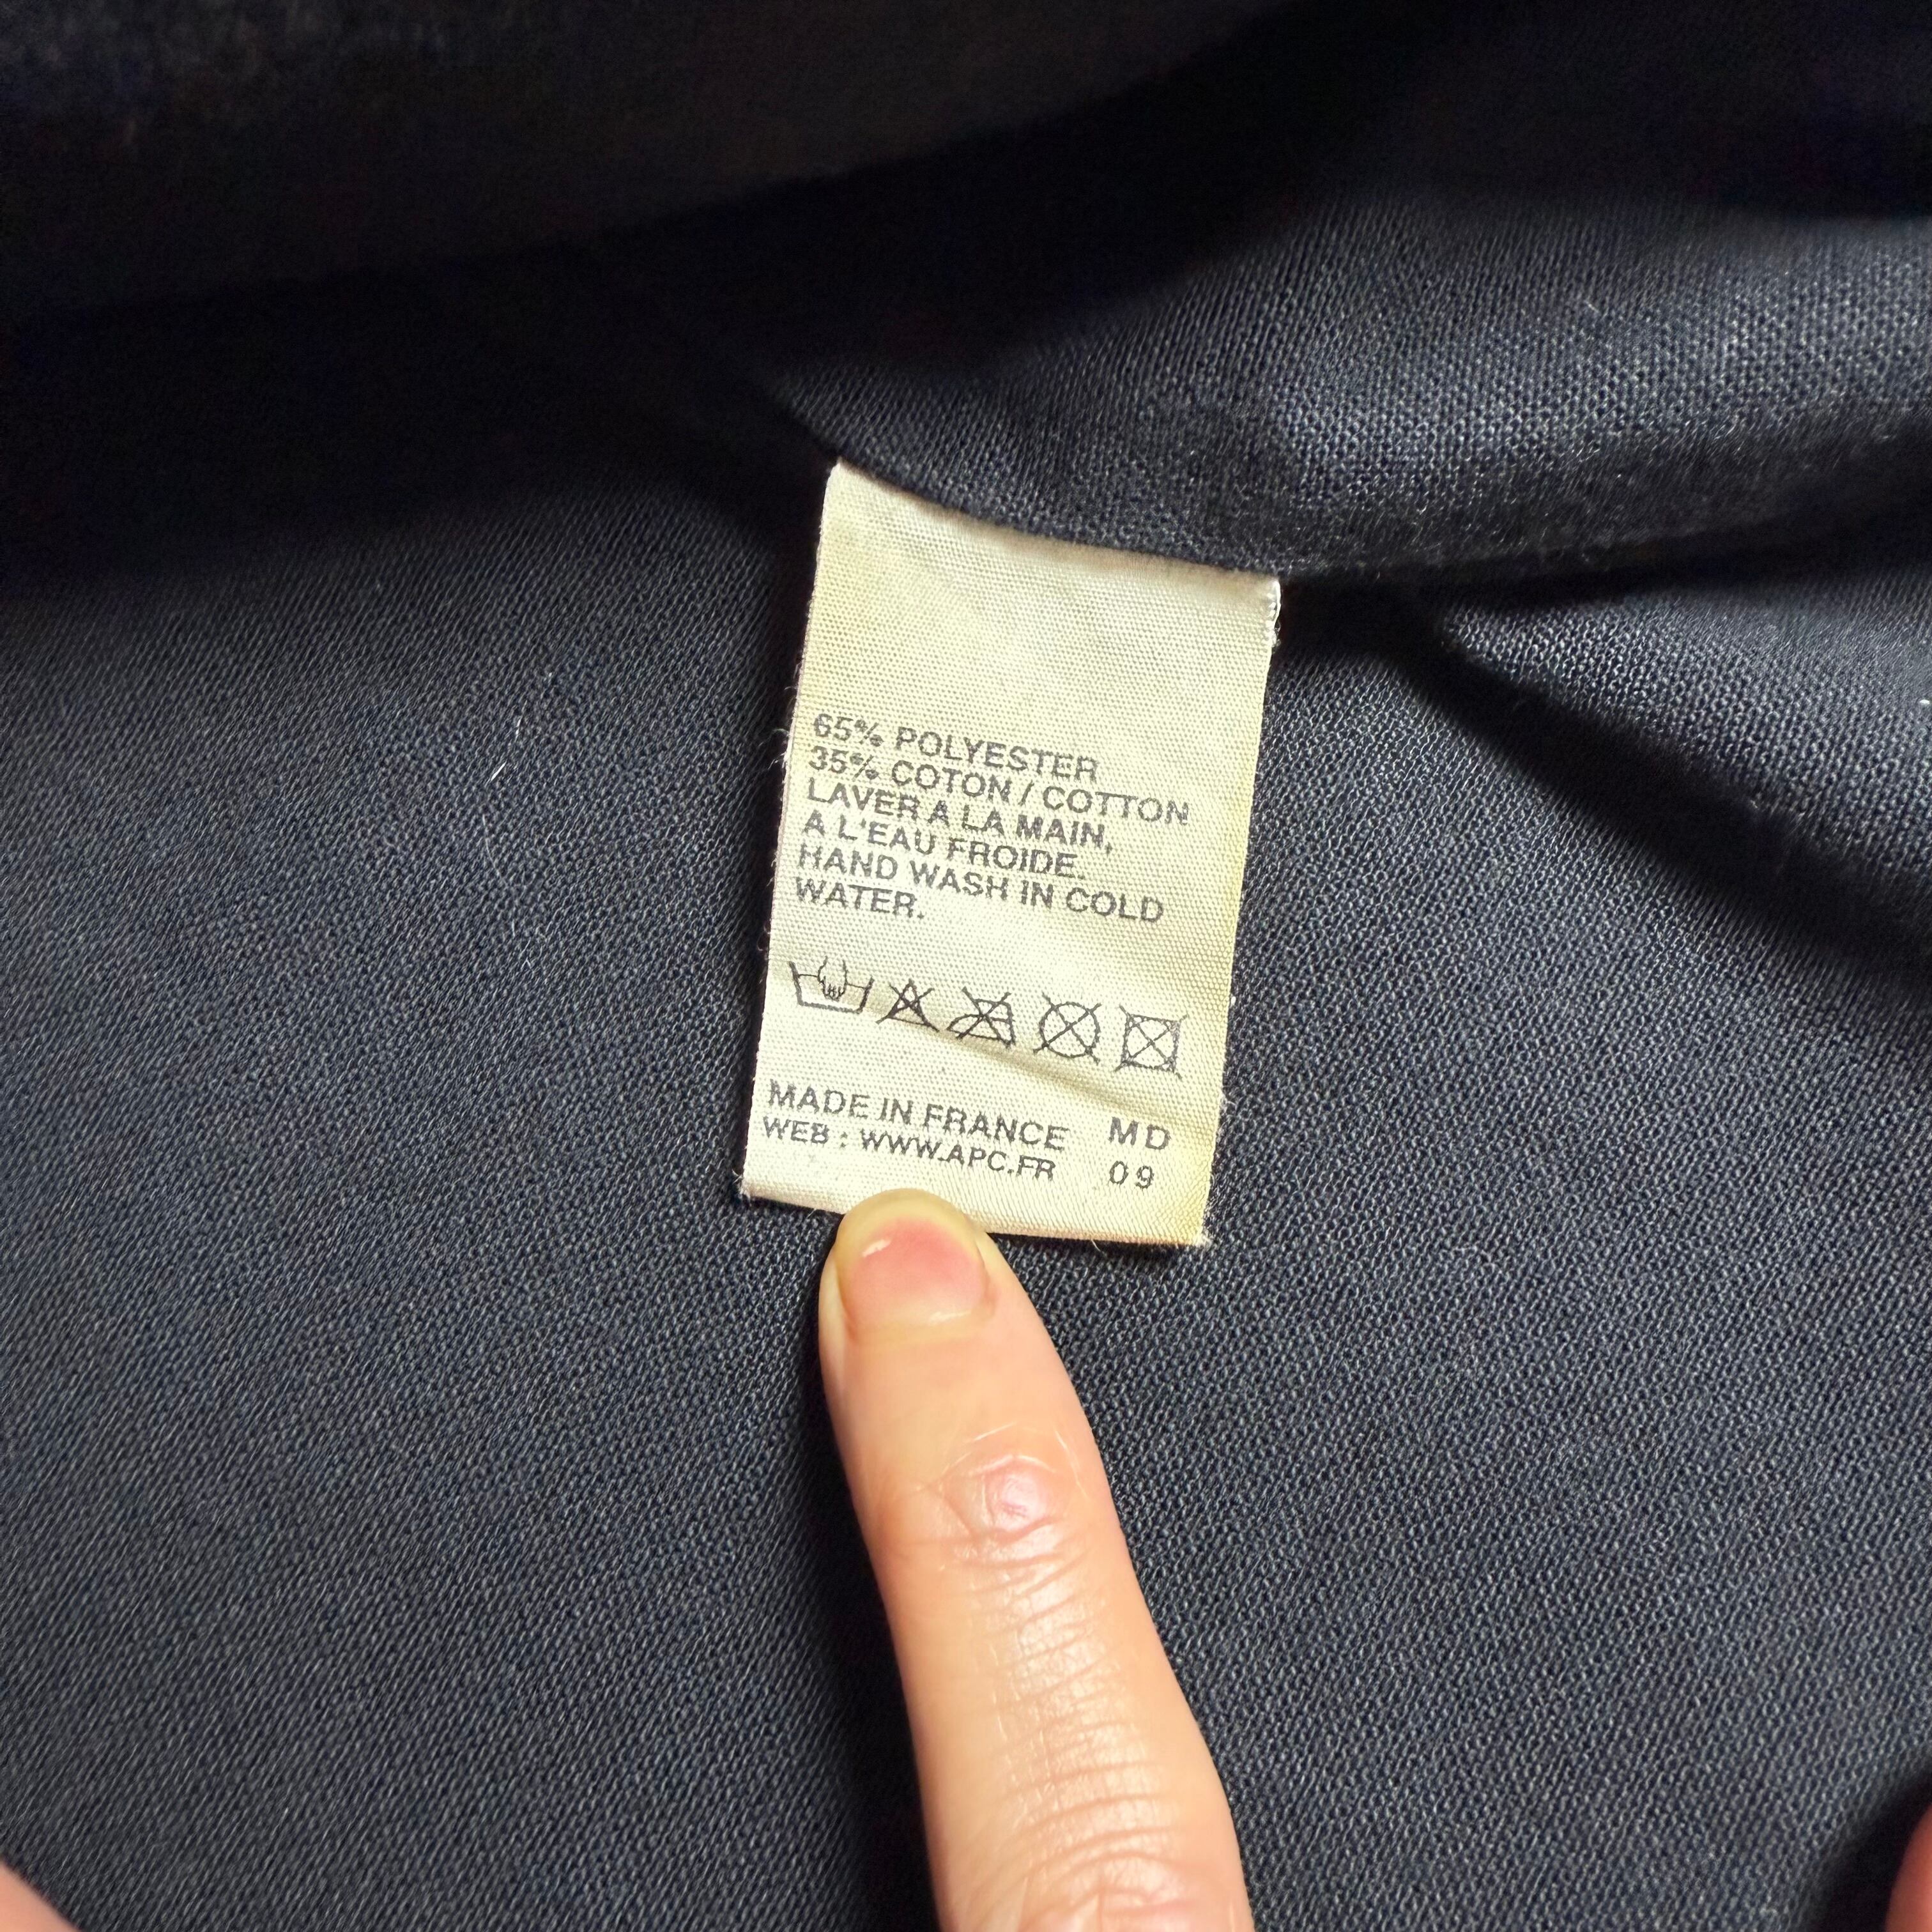 65% POLYESTER
35% COTON / COTTON
LAVER A LA MAIN,
A L'EAU FROIDE.
HAND WASH IN COLD
WATER.
MADE IN FRANCE MD
WEB : WWW.APC.FR 09